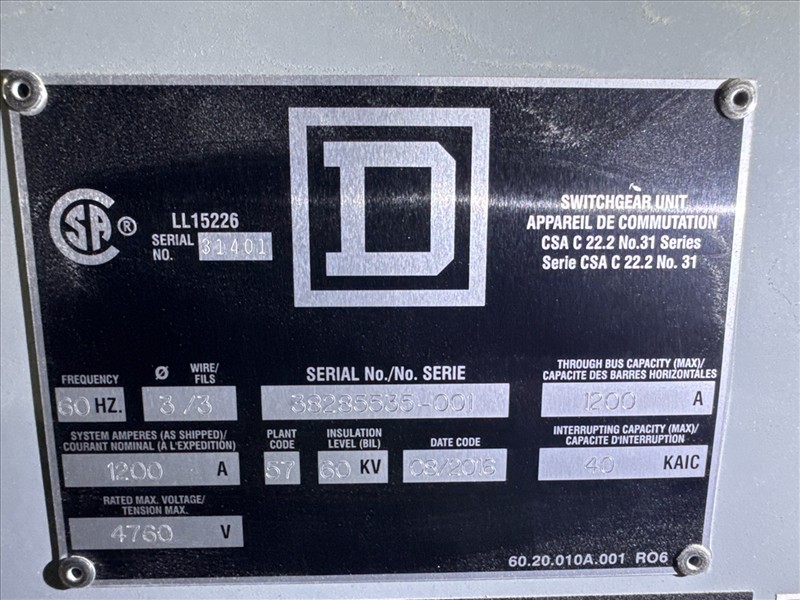 CSA ®
LL15226
SERIAL
NO. 31401
D
SWITCHGEAR UNIT
APPAREIL DE COMMUTATION
CSA C 22.2 No.31 Series
Serie CSA C 22.2 No. 31
FREQUENCY
60 HZ.
Ø WIRE/
FILS
3/3
SERIAL No./No. SERIE
38285535-001
THROUGH BUS CAPACITY (MAX)/
CAPACITE DES BARRES HORIZONTALES
1200 A
SYSTEM AMPERES (AS SHIPPED)/
COURANT NOMINAL (À L'EXPEDITION)
1200 A
PLANT
CODE
57
INSULATION
LEVEL (BIL)
60 KV
DATE CODE
08/2015
INTERRUPTING CAPACITY (MAX)/
CAPACITE D'INTERRUPTION
40 KAIC
RATED MAX. VOLTAGE/
TENSION MAX.
4760 V
60.20.010A.001 RO6